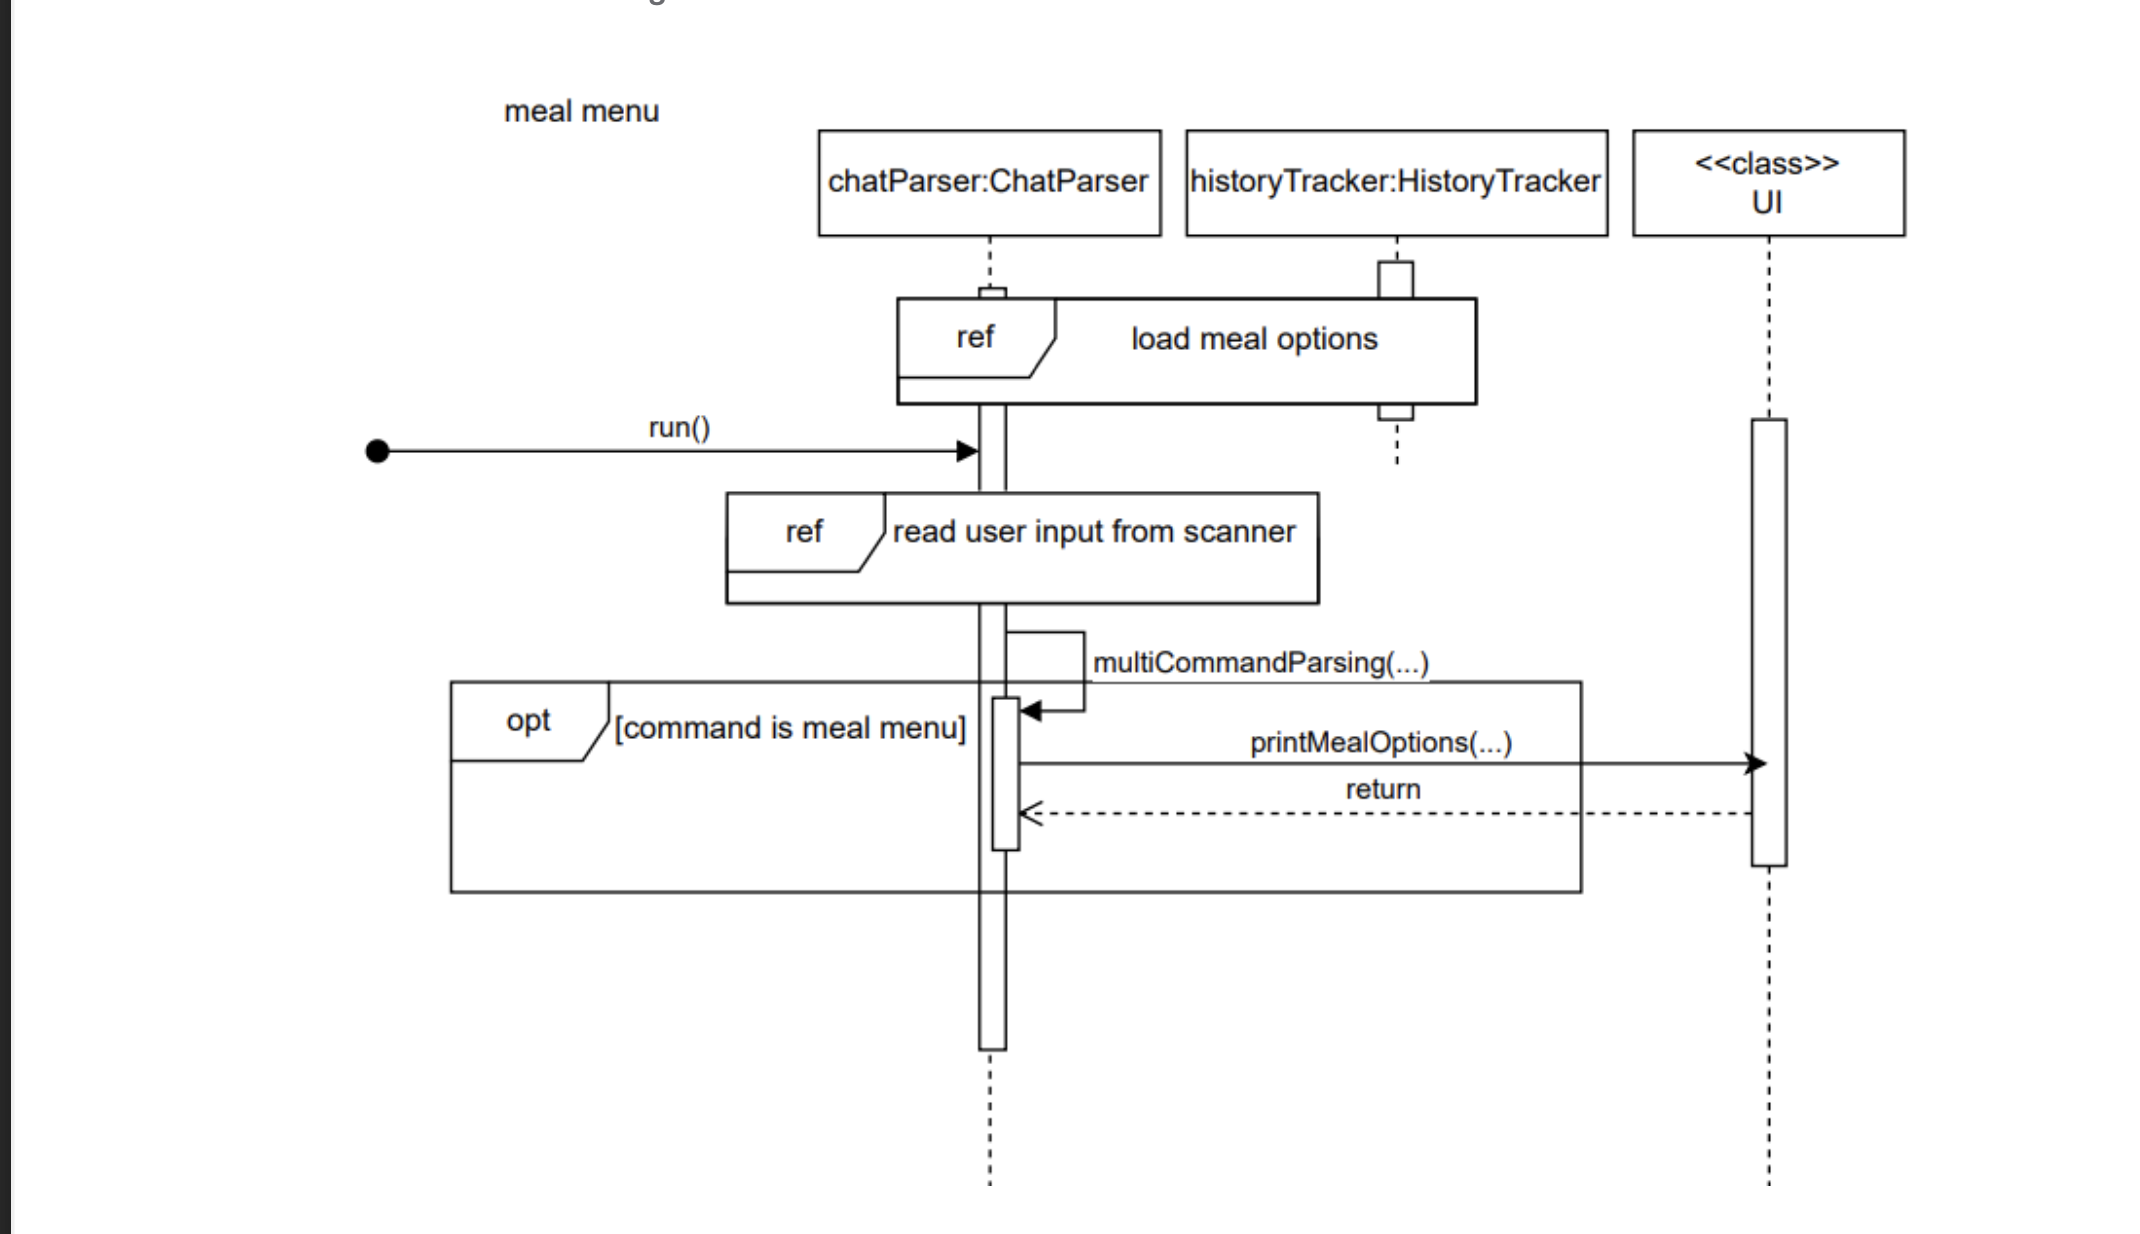 meal menu
chatParser:ChatParser
historyTracker:HistoryTracker
<<class>>
UI
ref
load meal options
run()
ref
read user input from scanner
multiCommandParsing(...)
opt
[command is meal menu]
printMealOptions(...)
return